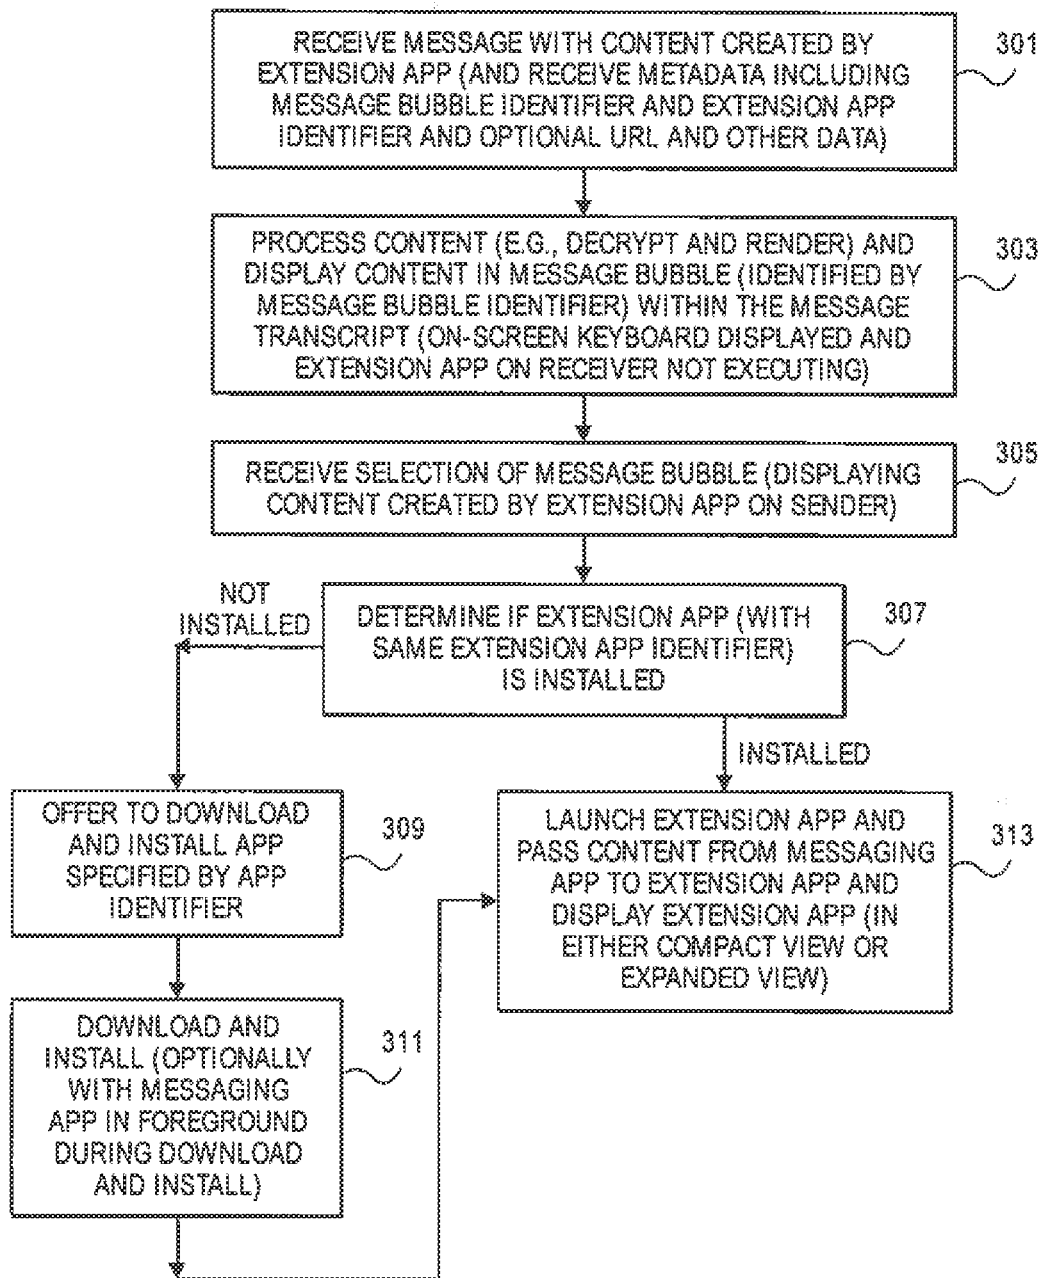 RECEIVE MESSAGE WITH CONTENT CREATED BY
EXTENSION APP (AND RECEIVE METADATA INCLUDING
MESSAGE BUBBLE IDENTIFIER AND EXTENSION APP
IDENTIFIER AND OPTIONAL URL AND OTHER DATA)
301
PROCESS CONTENT (E.G., DECRYPT AND RENDER) AND
DISPLAY CONTENT IN MESSAGE BUBBLE (IDENTIFIED BY
MESSAGE BUBBLE IDENTIFIER) WITHIN THE MESSAGE
TRANSCRIPT (ON-SCREEN KEYBOARD DISPLAYED AND
EXTENSION APP ON RECEIVER NOT EXECUTING)
303
RECEIVE SELECTION OF MESSAGE BUBBLE (DISPLAYING
CONTENT CREATED BY EXTENSION APP ON SENDER)
305
DETERMINE IF EXTENSION APP (WITH
SAME EXTENSION APP IDENTIFIER)
IS INSTALLED
307
NOT
INSTALLED
INSTALLED
OFFER TO DOWNLOAD
AND INSTALL APP
SPECIFIED BY APP
IDENTIFIER
309
DOWNLOAD AND
INSTALL (OPTIONALLY
WITH MESSAGING
APP IN FOREGROUND
DURING DOWNLOAD
AND INSTALL)
311
LAUNCH EXTENSION APP AND
PASS CONTENT FROM MESSAGING
APP TO EXTENSION APP AND
DISPLAY EXTENSION APP (IN
EITHER COMPACT VIEW OR
EXPANDED VIEW)
313